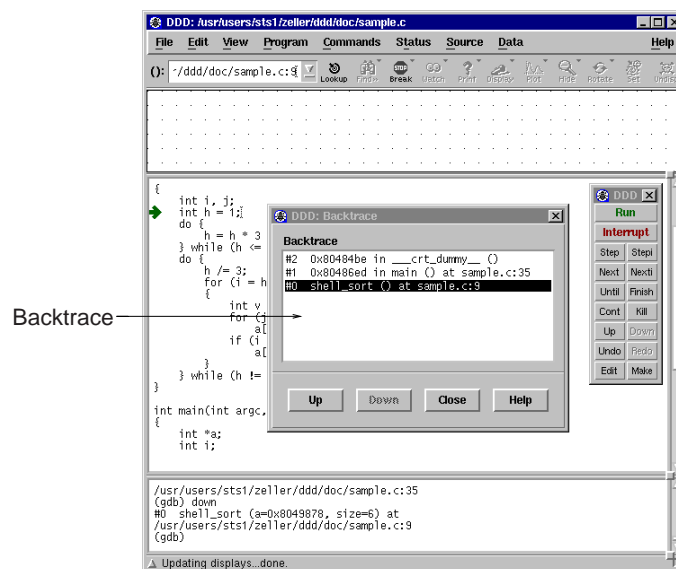 DDD: /usr/users/sts1/zeller/ddd/doc/sample.c
File Edit View Program Commands Status Source Data Help
(): ~/ddd/doc/sample.c:9 Lookup Find» Break Watch Print Display Plot Hide Rotate Set Undisp
{
int i, j;
int h = 1;
do {
h = h * 3
} while (h <=
do {
h /= 3;
for (i = h
{
int v
for (j
a[
if (i
a[
}
} while (h !=
}
int main(int argc,
{
int *a;
int i;
DDD: Backtrace
Backtrace
#2 0x80484be in ___crt_dummy__ ()
#1 0x80486ed in main () at sample.c:35
#0 shell_sort () at sample.c:9
Up Down Close Help
DDD
Run
Interrupt
Step Stepi
Next Nexti
Until Finish
Cont Kill
Up Down
Undo Redo
Edit Make
Backtrace
/usr/users/sts1/zeller/ddd/doc/sample.c:35
(gdb) down
#0 shell_sort (a=0x8049878, size=6) at
/usr/users/sts1/zeller/ddd/doc/sample.c:9
(gdb)
Updating displays...done.